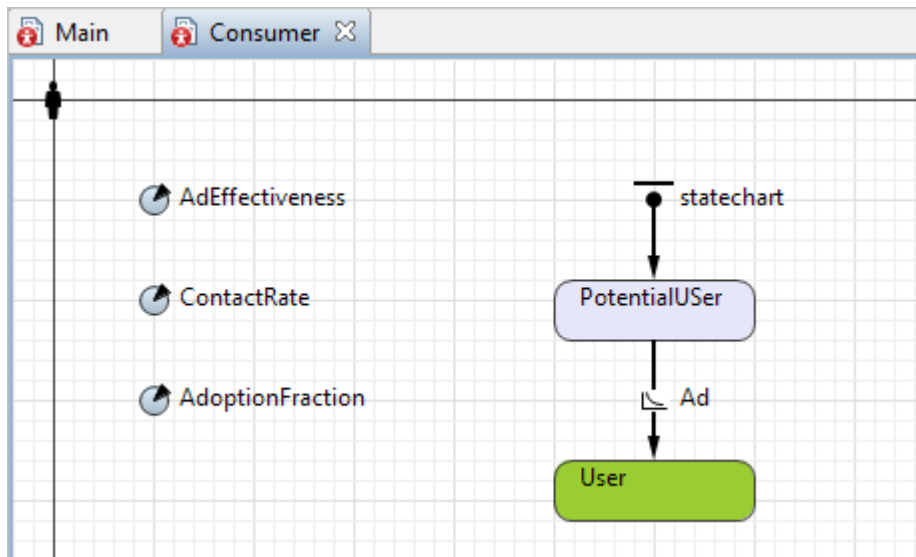 Main
Consumer
AdEffectiveness
statechart
ContactRate
PotentialUSer
AdoptionFraction
Ad
User